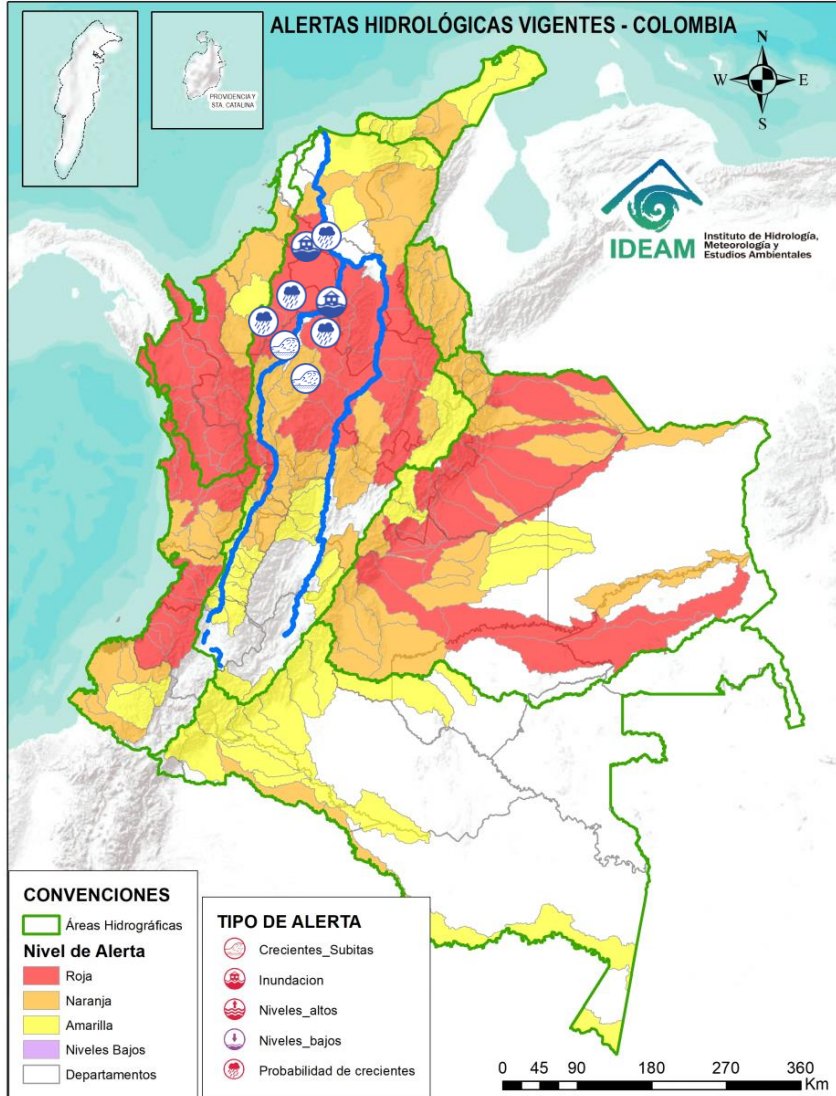 ALERTAS HIDROLÓGICAS VIGENTES - COLOMBIA
PROVIDENCIA Y
STA. CATALINA
N
W
E
S
IDEAM
Instituto de Hidrología,
Meteorología y
Estudios Ambientales
CONVENCIONES
Áreas Hidrográficas
Nivel de Alerta
Roja
Naranja
Amarilla
Niveles Bajos
Departamentos
TIPO DE ALERTA
Crecientes_Subitas
Inundacion
Niveles_altos
Niveles_bajos
Probabilidad de crecientes
0 45 90 180 270 360
Km